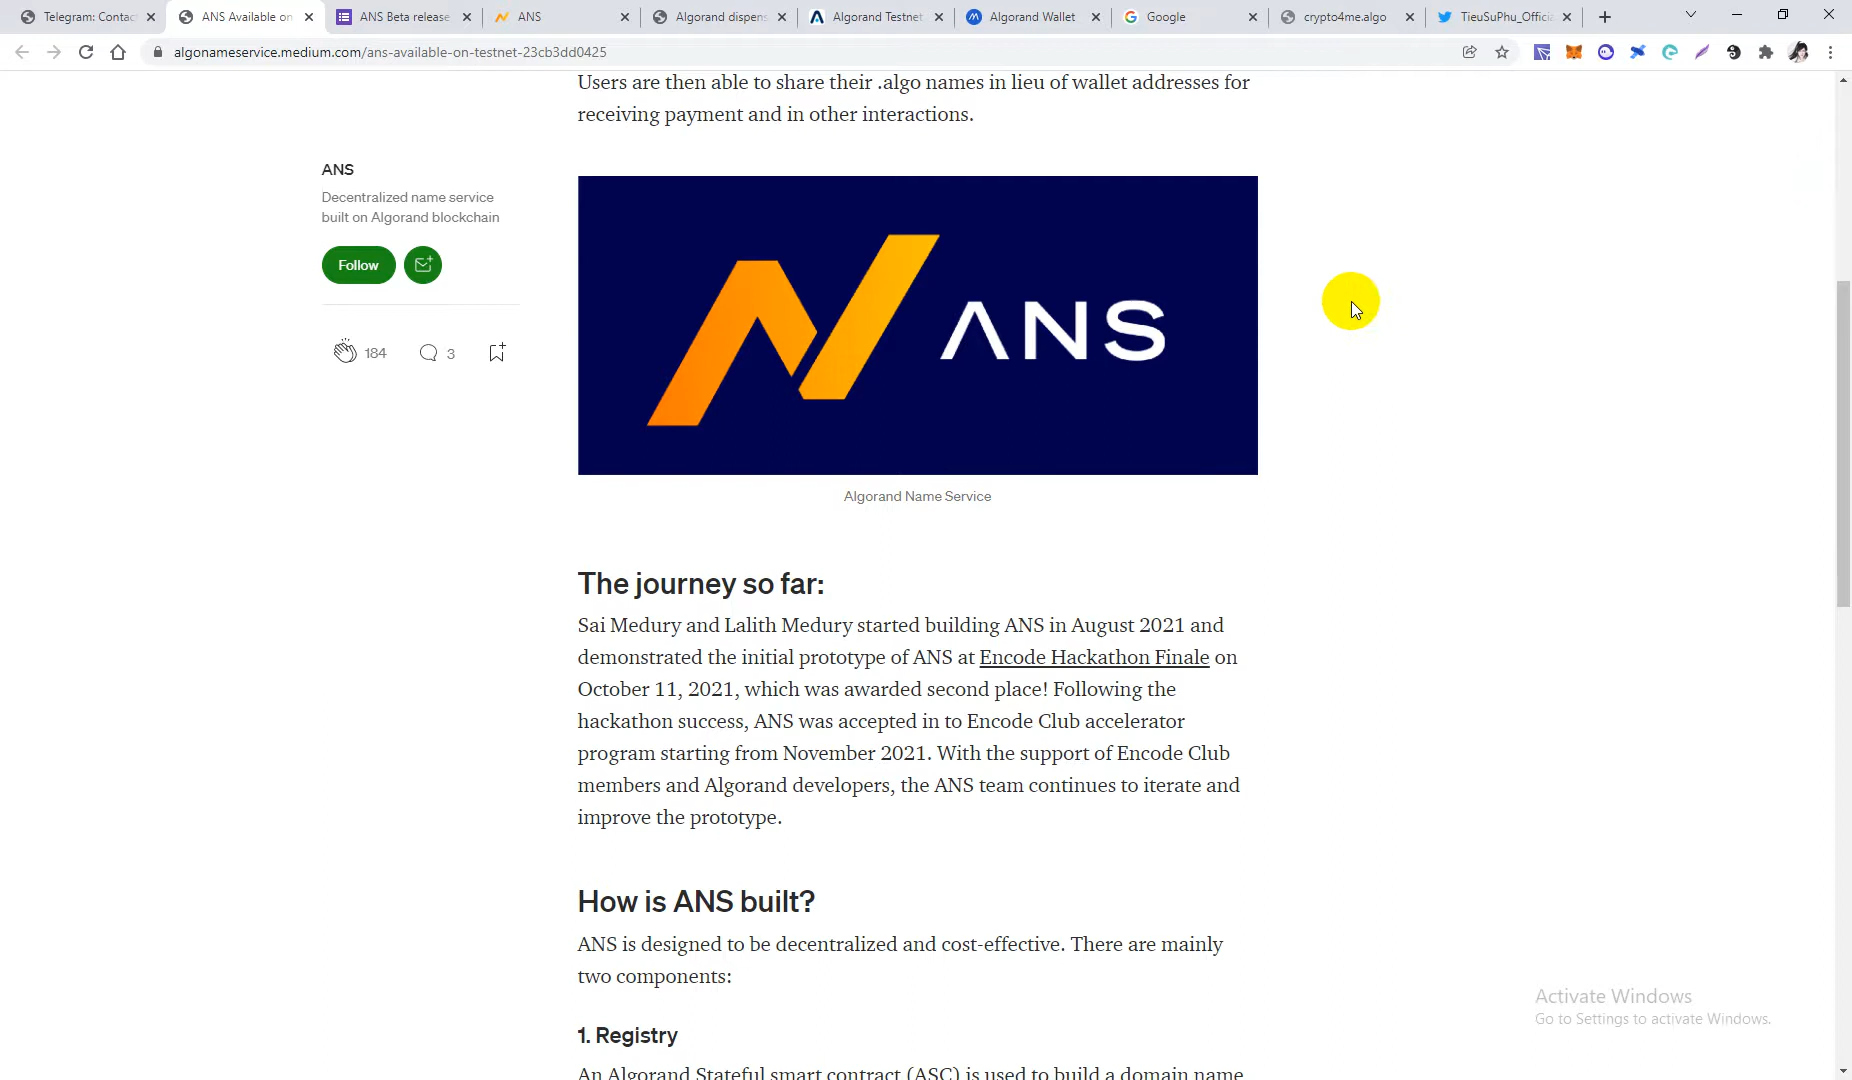 Telegram: Contac
ANS Available on
ANS Beta release
ANS
Algorand dispens
Algorand Testnet
Algorand Wallet
Google
crypto4me.algo
TieuSuPhu_Offici
algonameservice.medium.com/ans-available-on-testnet-23cb3dd0425
Users are then able to share their .algo names in lieu of wallet addresses for
receiving payment and in other interactions.
ANS
Decentralized name service
built on Algorand blockchain
Follow
184
3
ANS
Algorand Name Service
The journey so far:
Sai Medury and Lalith Medury started building ANS in August 2021 and
demonstrated the initial prototype of ANS at Encode Hackathon Finale on
October 11, 2021, which was awarded second place! Following the
hackathon success, ANS was accepted in to Encode Club accelerator
program starting from November 2021. With the support of Encode Club
members and Algorand developers, the ANS team continues to iterate and
improve the prototype.
How is ANS built?
ANS is designed to be decentralized and cost-effective. There are mainly
two components:
1. Registry
An Algorand Stateful smart contract (ASC) is used to build a domain name
Activate Windows
Go to Settings to activate Windows.